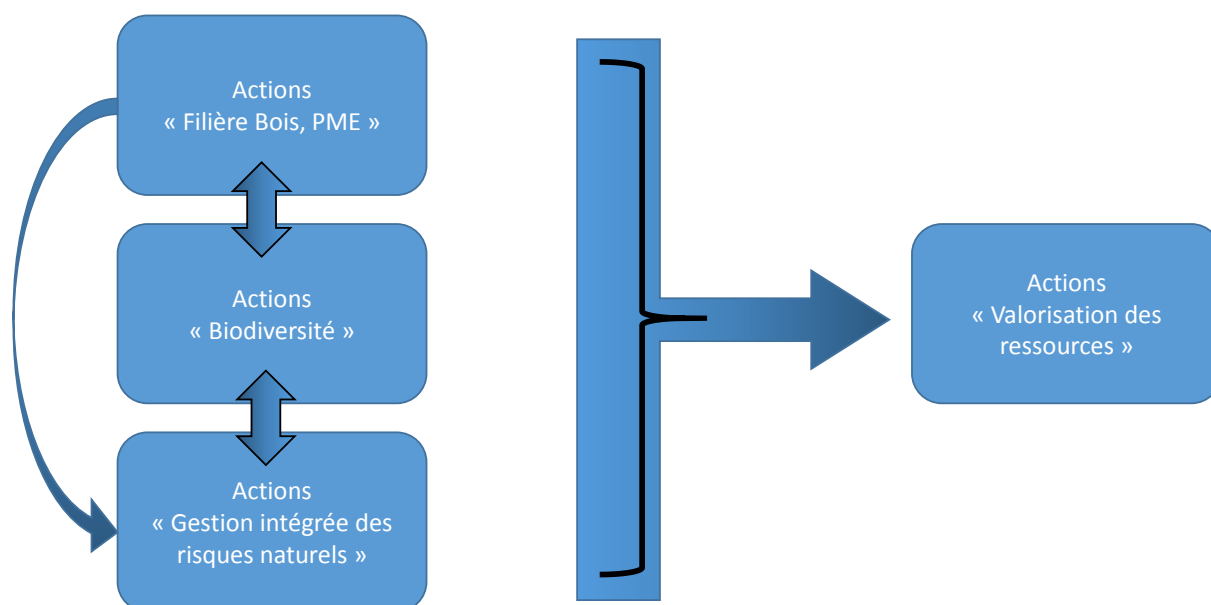 Actions
« Filière Bois, PME »
Actions
« Biodiversité »
Actions
« Gestion intégrée des
risques naturels »
Actions
« Valorisation des
ressources »